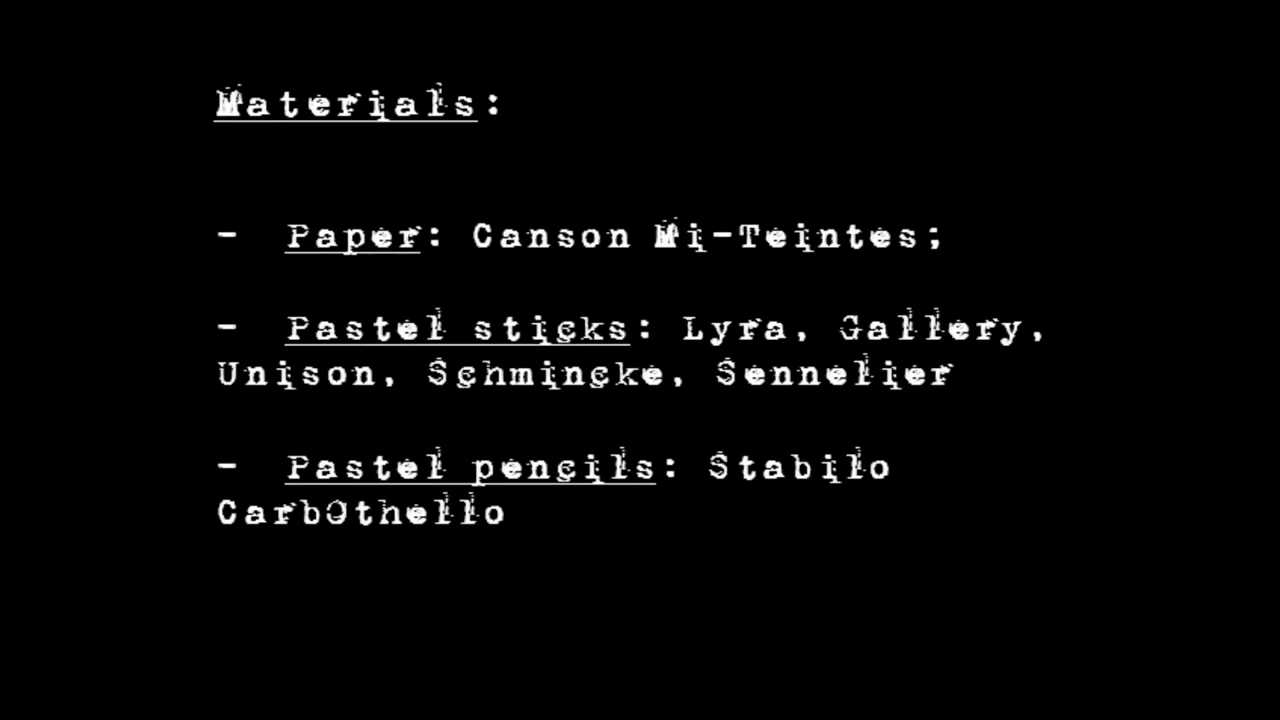 Materials:
- Paper: Canson Mi-Teintes;
- Pastel sticks: Lyra, Gallery,
Unison, Schmincke, Sennelier
- Pastel pencils: Stabilo
CarbOthello